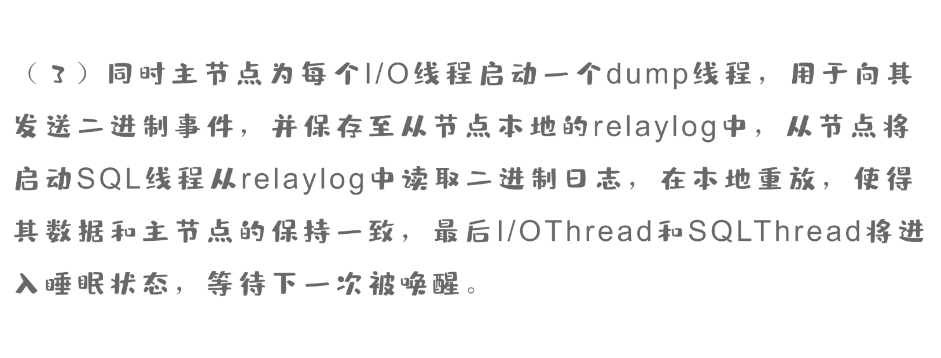 （3）同时主节点为每个I/O线程启动一个dump线程，用于向其
发送二进制事件，并保存至从节点本地的relaylog中，从节点将
启动SQL线程从relaylog中读取二进制日志，在本地重放，使得
其数据和主节点的保持一致，最后I/OThread和SQLThread将进
入睡眠状态，等待下一次被唤醒。